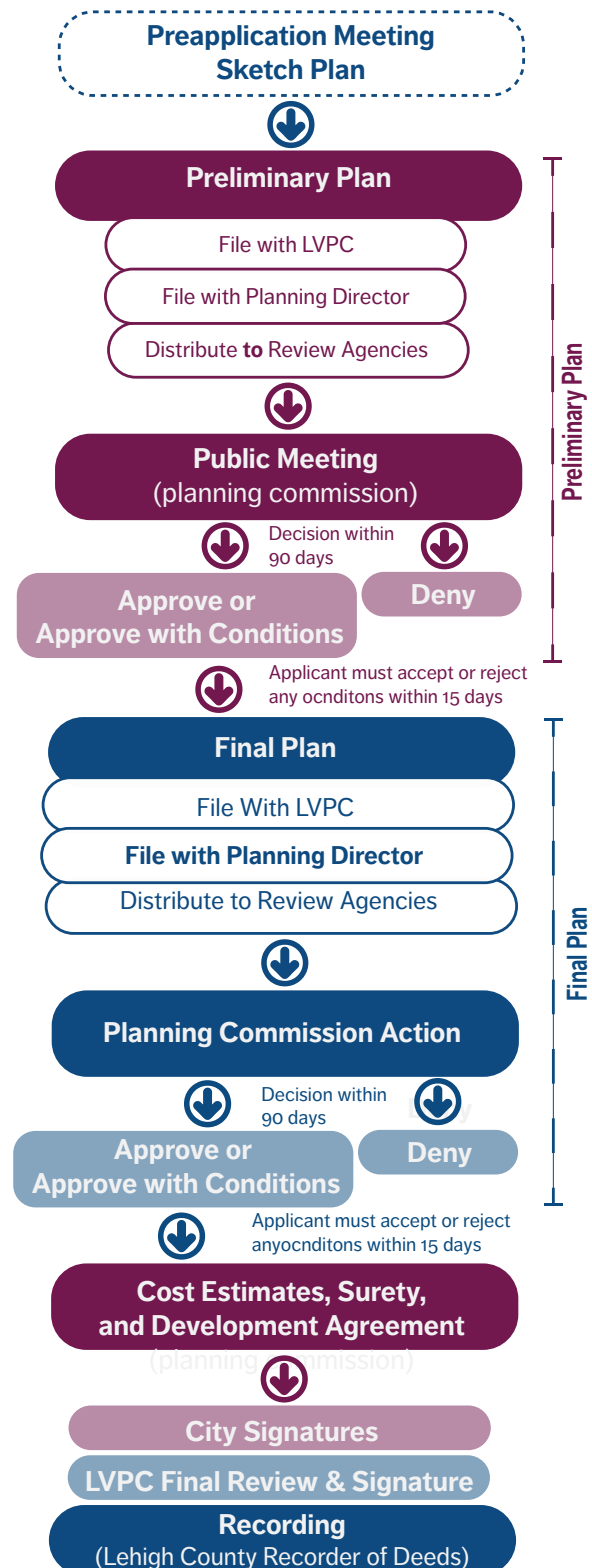 Preapplication Meeting
Sketch Plan
Preliminary Plan
File with LVPC
File with Planning Director
Distribute to Review Agencies
Public Meeting
(planning commission)
Decision within
90 days
Approve or
Approve with Conditions
Deny
Preliminary Plan
Applicant must accept or reject
any ocnditons within 15 days
Final Plan
File With LVPC
File with Planning Director
Distribute to Review Agencies
Planning Commission Action
Decision within
90 days
Deny
Approve or
Approve with Conditions
Deny
Final Plan
Applicant must accept or reject
anyocnditons within 15 days
Cost Estimates, Surety,
and Development Agreement
(planning commission)
City Signatures
LVPC Final Review & Signature
Recording
(Lehigh County Recorder of Deeds)